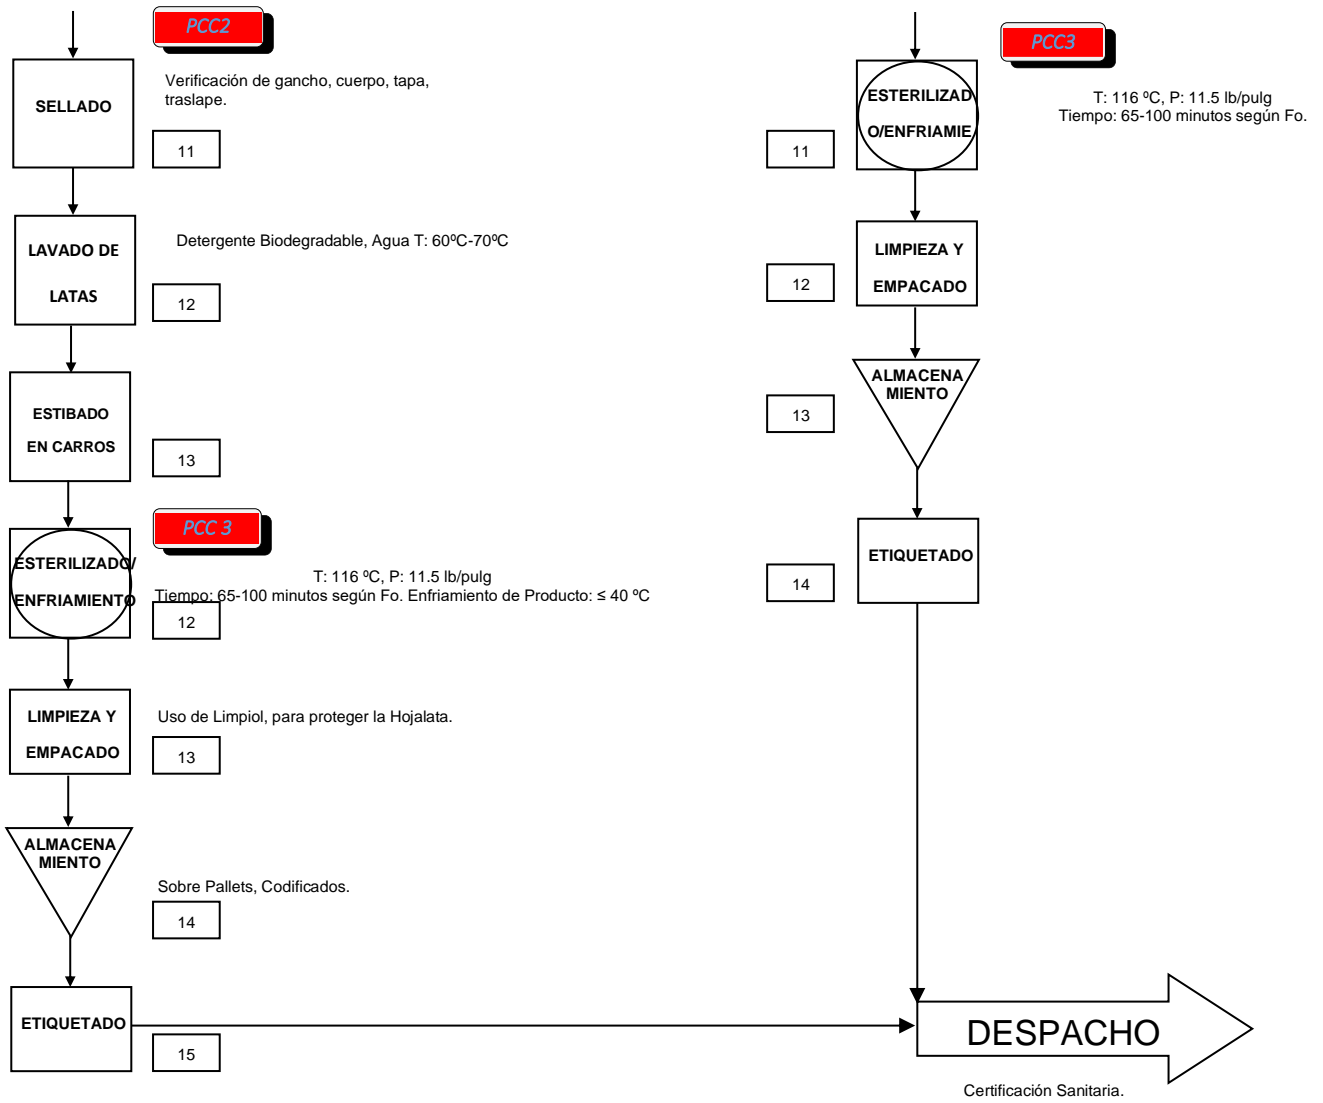 PCC2
SELLADO
Verificación de gancho, cuerpo, tapa,
traslape.
11
LAVADO DE
LATAS
Detergente Biodegradable, Agua T: 60ºC-70ºC
12
ESTIBADO
EN CARROS
13
PCC 3
ESTERILIZADO/
ENFRIAMIENTO
T: 116 ºC, P: 11.5 lb/pulg
Tiempo: 65-100 minutos según Fo. Enfriamiento de Producto: ≤ 40 ºC
12
LIMPIEZA Y
EMPACADO
Uso de Limpiol, para proteger la Hojalata.
13
ALMACENA
MIENTO
Sobre Pallets, Codificados.
14
ETIQUETADO
15
PCC3
ESTERILIZAD
O/ENFRIAMIE
T: 116 ºC, P: 11.5 lb/pulg
Tiempo: 65-100 minutos según Fo.
11
LIMPIEZA Y
EMPACADO
12
ALMACENA
MIENTO
13
ETIQUETADO
14
DESPACHO
Certificación Sanitaria.